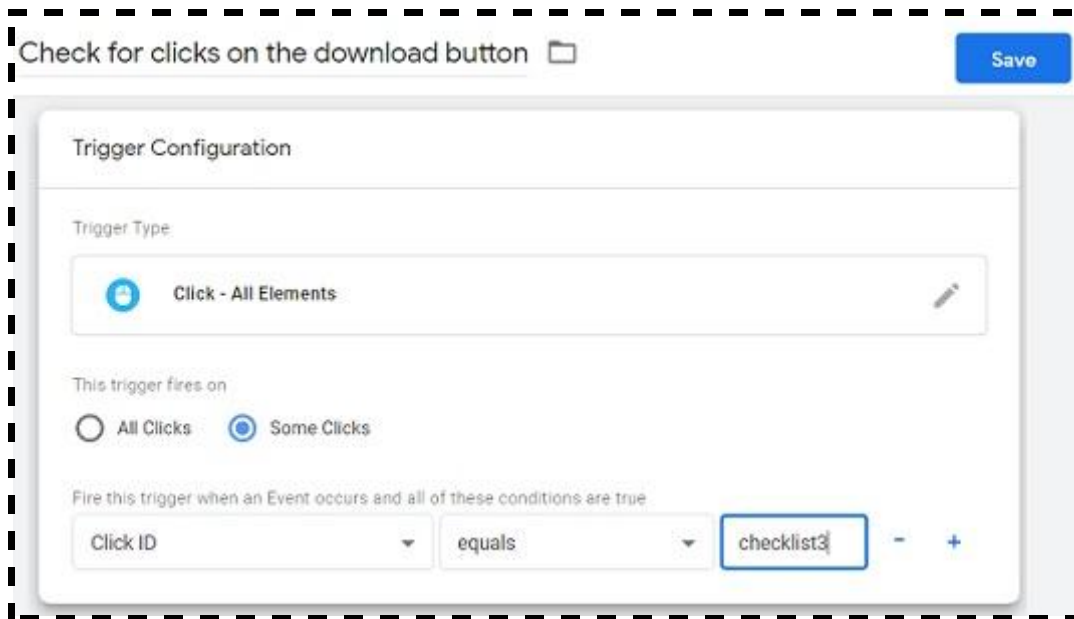 Check for clicks on the download button
Save
Trigger Configuration
Trigger Type
Click - All Elements
This trigger fires on
All Clicks Some Clicks
Fire this trigger when an Event occurs and all of these conditions are true
Click ID equals checklist3 - +